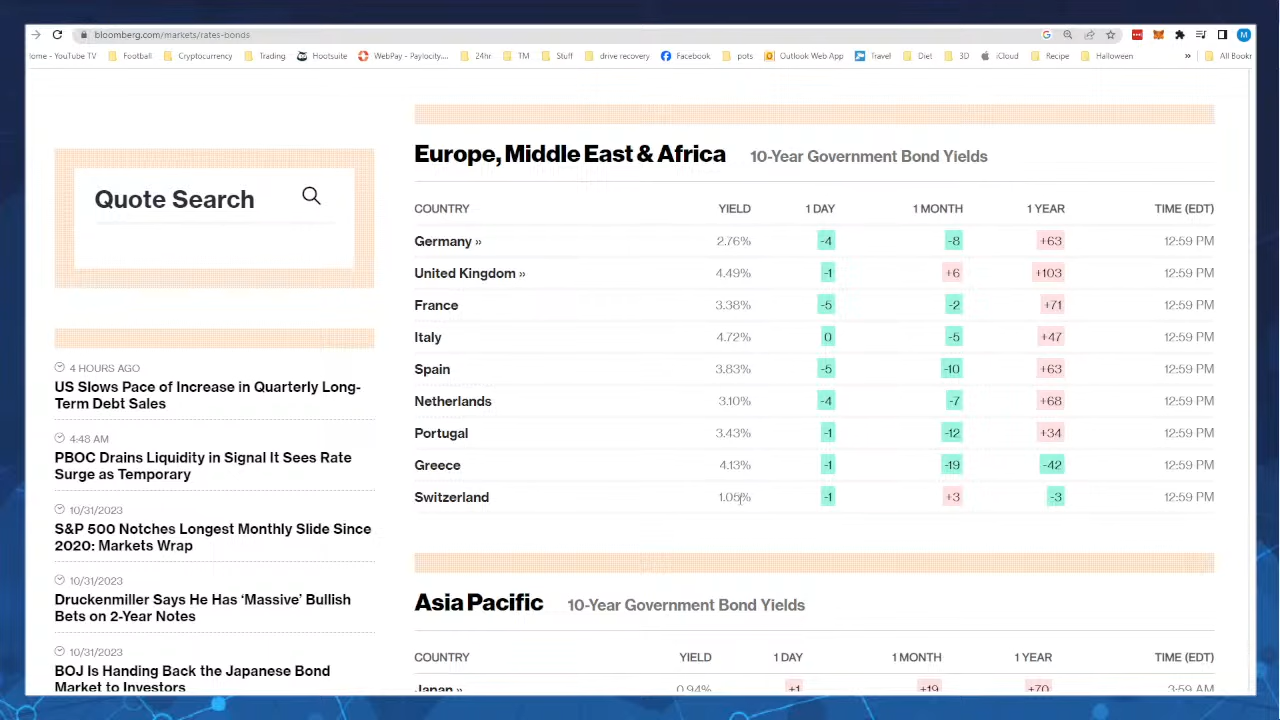 bloomberg.com/markets/rates-bonds
Home - YouTube TV Football Cryptocurrency Trading Hootsuite WebPay - Paylocity.... 24hr TM Stuff drive recovery Facebook pots Outlook Web App Travel Diet 3D iCloud Recipe Halloween » All Bookr
Quote Search
4 HOURS AGO
US Slows Pace of Increase in Quarterly Long-
Term Debt Sales
4:48 AM
PBOC Drains Liquidity in Signal It Sees Rate
Surge as Temporary
10/31/2023
S&P 500 Notches Longest Monthly Slide Since
2020: Markets Wrap
10/31/2023
Druckenmiller Says He Has ‘Massive’ Bullish
Bets on 2-Year Notes
10/31/2023
BOJ Is Handing Back the Japanese Bond
Market to Investors
Europe, Middle East & Africa 10-Year Government Bond Yields
COUNTRY YIELD 1 DAY 1 MONTH 1 YEAR TIME (EDT)
Germany » 2.76% -4 -8 +63 12:59 PM
United Kingdom » 4.49% -1 +6 +103 12:59 PM
France 3.38% -5 -2 +71 12:59 PM
Italy 4.72% 0 -5 +47 12:59 PM
Spain 3.83% -5 -10 +63 12:59 PM
Netherlands 3.10% -4 -7 +68 12:59 PM
Portugal 3.43% -1 -12 +34 12:59 PM
Greece 4.13% -1 -19 -42 12:59 PM
Switzerland 1.05% -1 +3 -3 12:59 PM
Asia Pacific 10-Year Government Bond Yields
COUNTRY YIELD 1 DAY 1 MONTH 1 YEAR TIME (EDT)
Japan » 0.94% +1 +19 +70 3:59 AM